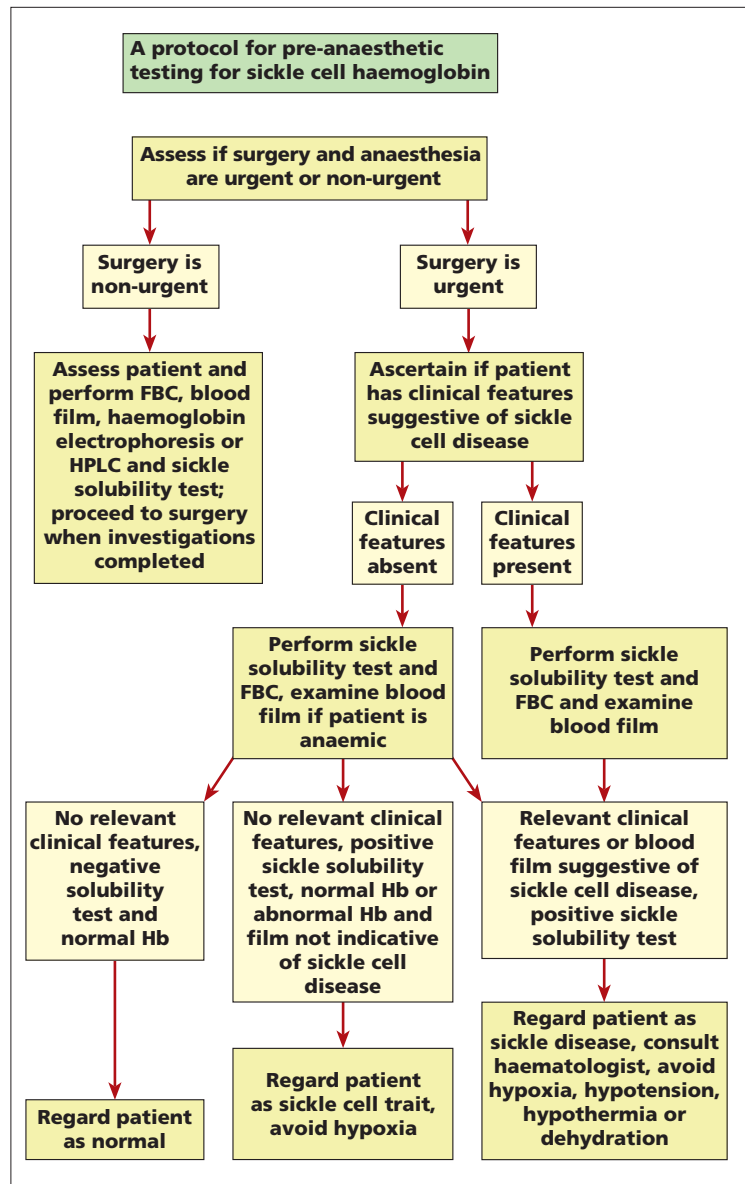 A protocol for pre-anaesthetic
testing for sickle cell haemoglobin
Assess if surgery and anaesthesia
are urgent or non-urgent
Surgery is
non-urgent
Surgery is
urgent
Assess patient and
perform FBC, blood
film, haemoglobin
electrophoresis or
HPLC and sickle
solubility test;
proceed to surgery
when investigations
completed
Ascertain if patient
has clinical features
suggestive of sickle
cell disease
Clinical
features
absent
Clinical
features
present
Perform sickle
solubility test and
FBC, examine blood
film if patient is
anaemic
Perform sickle
solubility test and
FBC and examine
blood film
No relevant
clinical features,
negative
solubility
test and
normal Hb
No relevant clinical
features, positive
sickle solubility
test, normal Hb or
abnormal Hb and
film not indicative
of sickle cell
disease
Relevant clinical
features or blood
film suggestive of
sickle cell disease,
positive sickle
solubility test
Regard patient
as normal
Regard patient
as sickle cell trait,
avoid hypoxia
Regard patient as
sickle disease, consult
haematologist, avoid
hypoxia, hypotension,
hypothermia or
dehydration